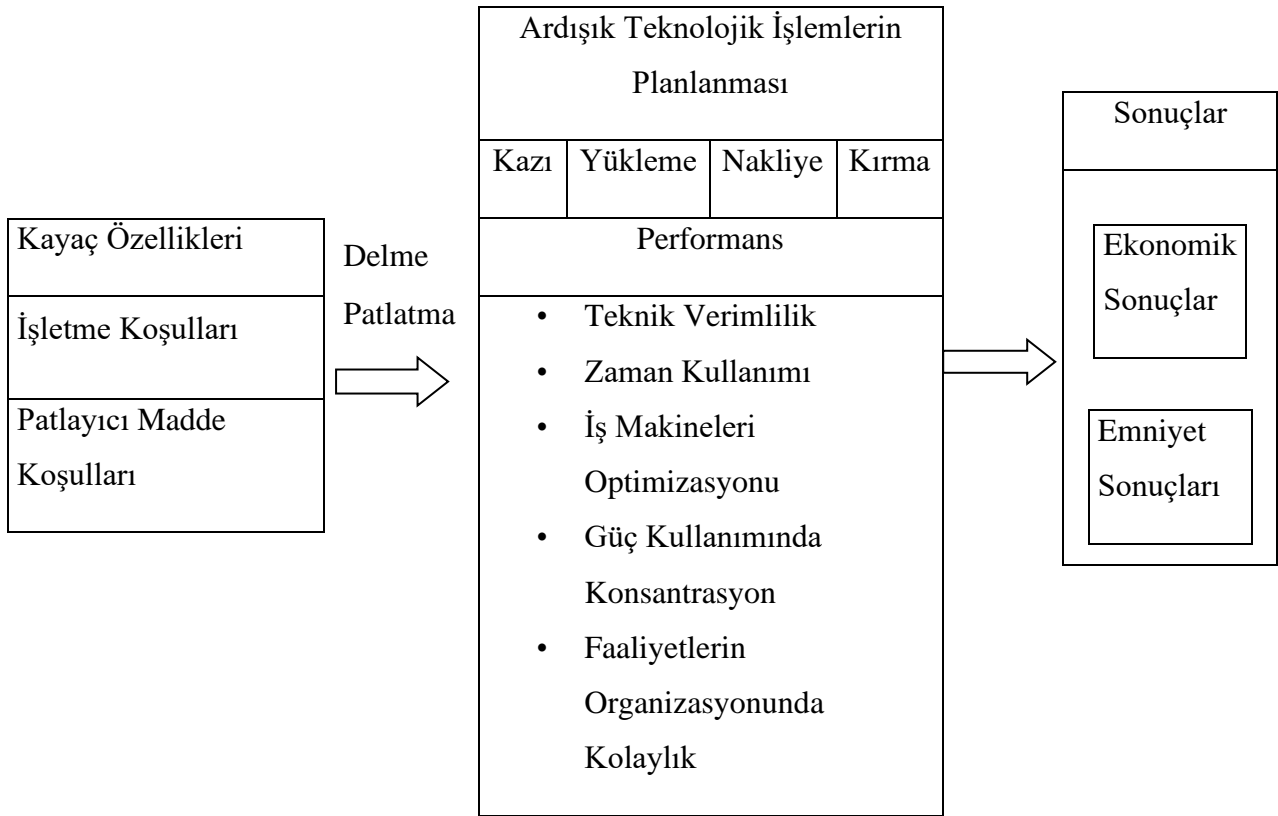 Kayaç Özellikleri
İşletme Koşulları
Patlayıcı Madde
Koşulları
Delme
Patlatma
Ardışık Teknolojik İşlemlerin
Planlanması
Kazı Yükleme Nakliye Kırma
Performans
• Teknik Verimlilik
• Zaman Kullanımı
• İş Makineleri
Optimizasyonu
• Güç Kullanımında
Konsantrasyon
• Faaliyetlerin
Organizasyonunda
Kolaylık
Sonuçlar
Ekonomik
Sonuçlar
Emniyet
Sonuçları